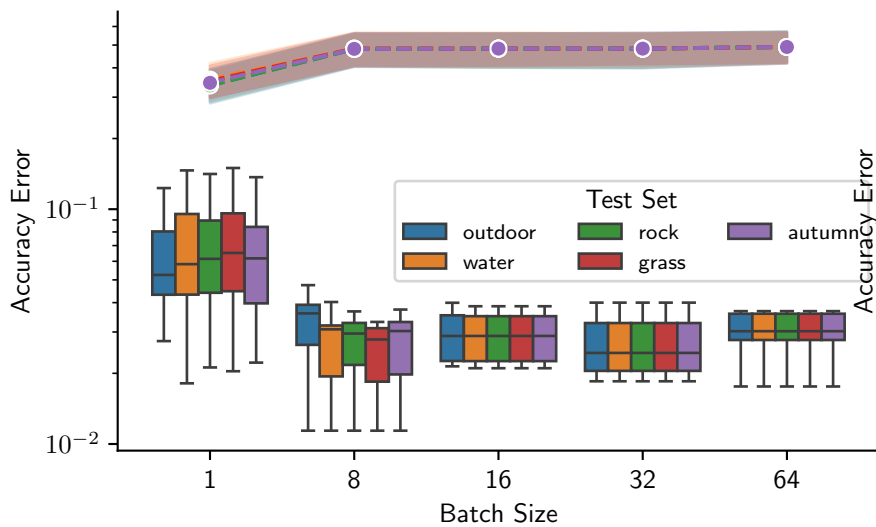 Accuracy Error
10⁻¹
10⁻²
Test Set
outdoor rock autumn
water grass
Accuracy Error
1 8 16 32 64
Batch Size